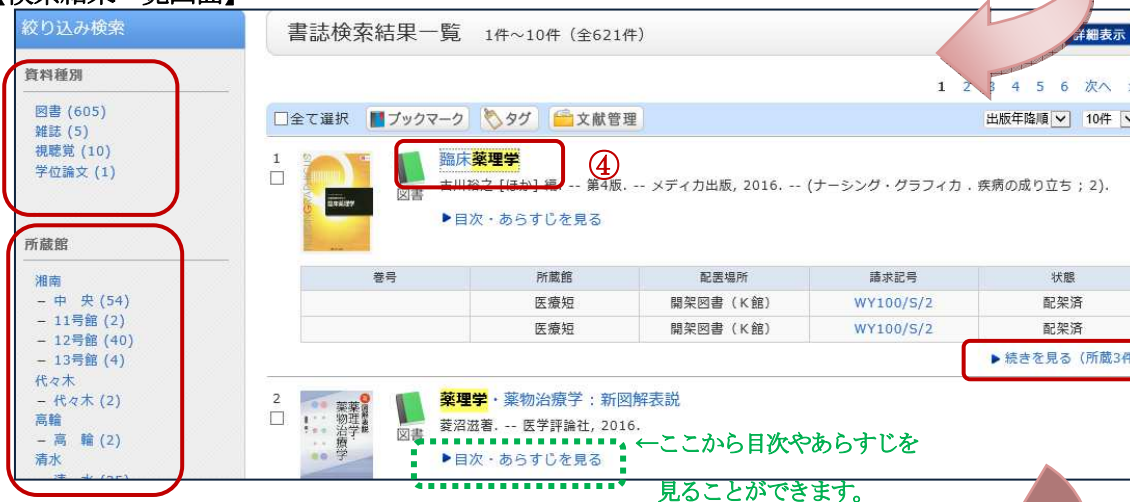 絞り込み検索
資料種別
図書 (605)
雑誌 (5)
視聴覚 (10)
学位論文 (1)
所蔵館
湘南
– 中 央 (54)
– 11号館 (2)
– 12号館 (40)
– 13号館 (4)
代々木
– 代々木 (2)
高輪
– 高 輪 (2)
清水
書誌検索結果一覧 1件～10件（全621件）
詳細表示
1 2 3 4 5 6 次へ
全て選択 ブックマーク タグ 文献管理 出版年降順 10件
1
図書
臨床薬理学 ④
古川裕之 [ほか] 編. -- 第4版. -- メディカ出版, 2016. -- (ナーシング・グラフィカ . 疾病の成り立ち ; 2).
▶目次・あらすじを見る
巻号 所蔵館 配置場所 請求記号 状態
医療短 開架図書（K館） WY100/S/2 配架済
医療短 開架図書（K館） WY100/S/2 配架済
▶続きを見る（所蔵3件
2
薬理学・薬物治療学：新図解表説
図書
菱沼滋著. -- 医学評論社, 2016.
▶目次・あらすじを見る
←ここから目次やあらすじを
見ることができます。